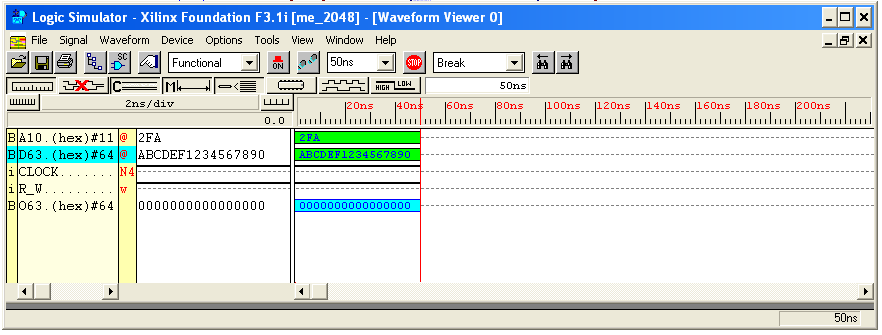 Logic Simulator - Xilinx Foundation F3.1i [me_2048] - [Waveform Viewer 0]
File Signal Waveform Device Options Tools View Window Help
SC Functional ON 50ns STOP Break
C M HIGH LOW 50ns
2ns/div 20ns 40ns 60ns 80ns 100ns 120ns 140ns 160ns 180ns 200ns
0.0
B A10.(hex)#11 @ 2FA 2FA
B D63.(hex)#64 @ ABCDEF1234567890 ABCDEF1234567890
i CLOCK....... N4
i R_W......... w
B O63.(hex)#64 0000000000000000 0000000000000000
50ns